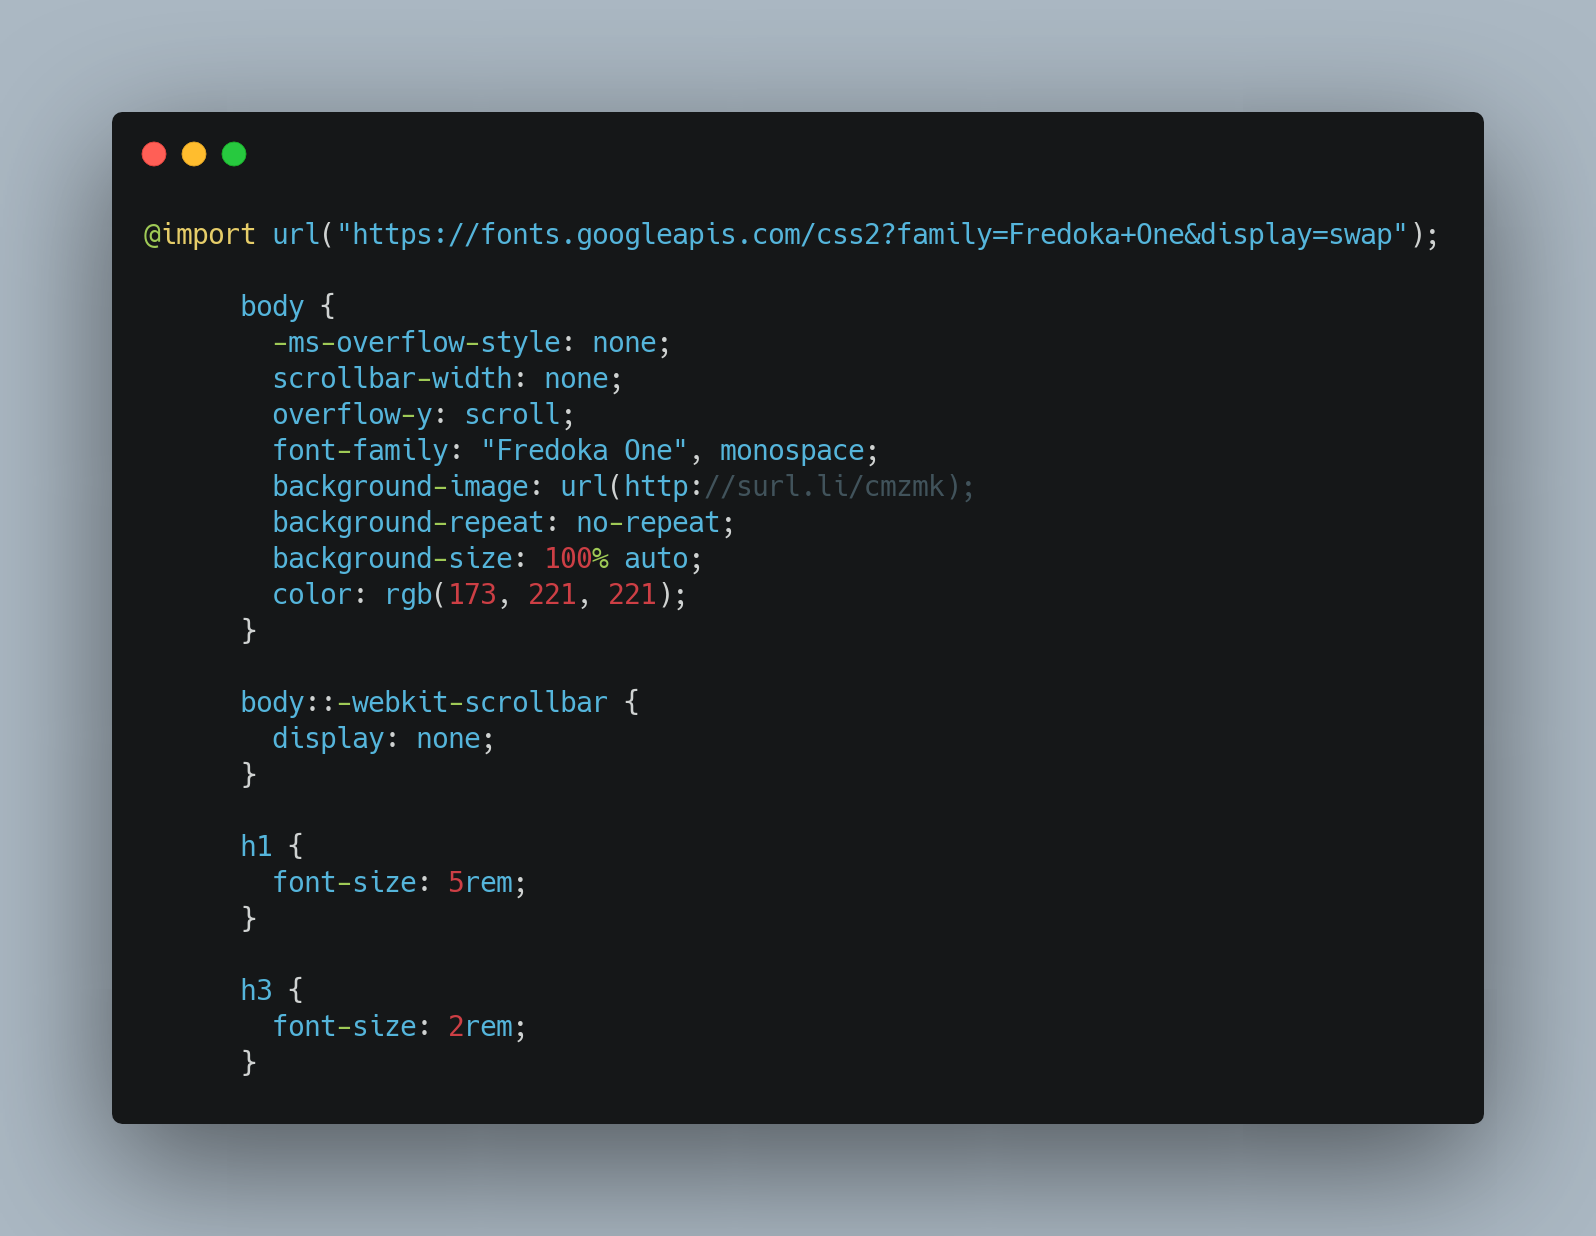 @import url("https://fonts.googleapis.com/css2?family=Fredoka+One&display=swap");
body {
-ms-overflow-style: none;
scrollbar-width: none;
overflow-y: scroll;
font-family: "Fredoka One", monospace;
background-image: url(http://surl.li/cmzmk);
background-repeat: no-repeat;
background-size: 100% auto;
color: rgb(173, 221, 221);
}
body::-webkit-scrollbar {
display: none;
}
h1 {
font-size: 5rem;
}
h3 {
font-size: 2rem;
}